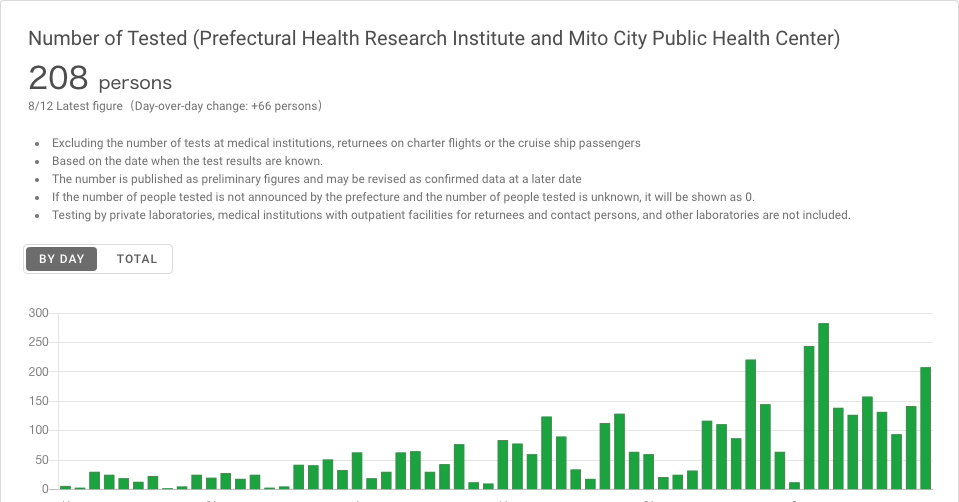 Number of Tested (Prefectural Health Research Institute and Mito City Public Health Center)
208 persons
8/12 Latest figure（Day-over-day change: +66 persons）
Excluding the number of tests at medical institutions, returnees on charter flights or the cruise ship passengers
Based on the date when the test results are known.
The number is published as preliminary figures and may be revised as confirmed data at a later date
If the number of people tested is not announced by the prefecture and the number of people tested is unknown, it will be shown as 0.
Testing by private laboratories, medical institutions with outpatient facilities for returnees and contact persons, and other laboratories are not included.
BY DAY TOTAL
300
250
200
150
100
50
0